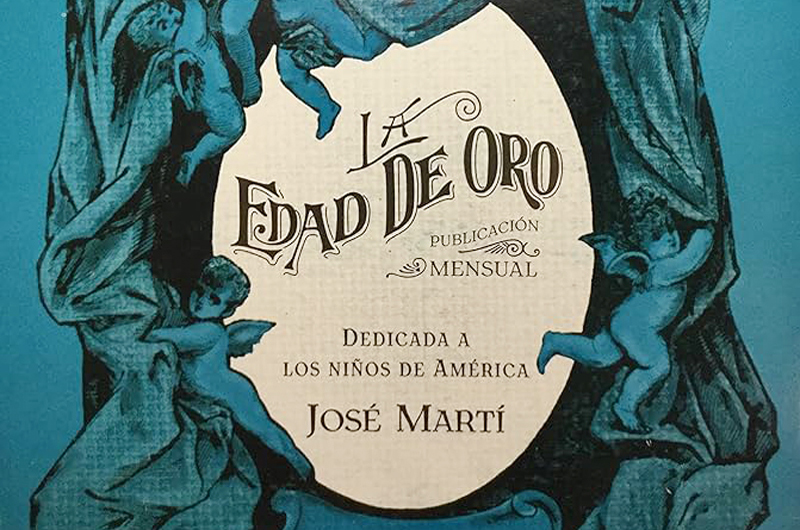 LA
EDAD DE ORO
PUBLICACIÓN
MENSUAL
DEDICADA A
LOS NIÑOS DE AMÉRICA
JOSÉ MARTÍ